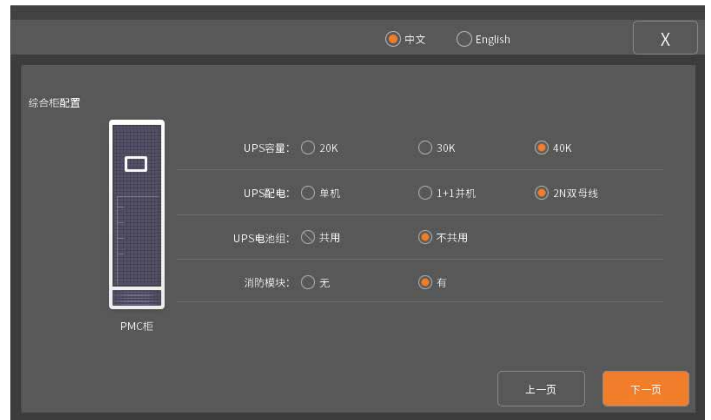 中文 English X
综合柜配置
UPS容量： 20K 30K 40K
UPS配电： 单机 1+1并机 2N双母线
UPS电池组： 共用 不共用
消防模块： 无 有
PMC柜
上一页 下一页